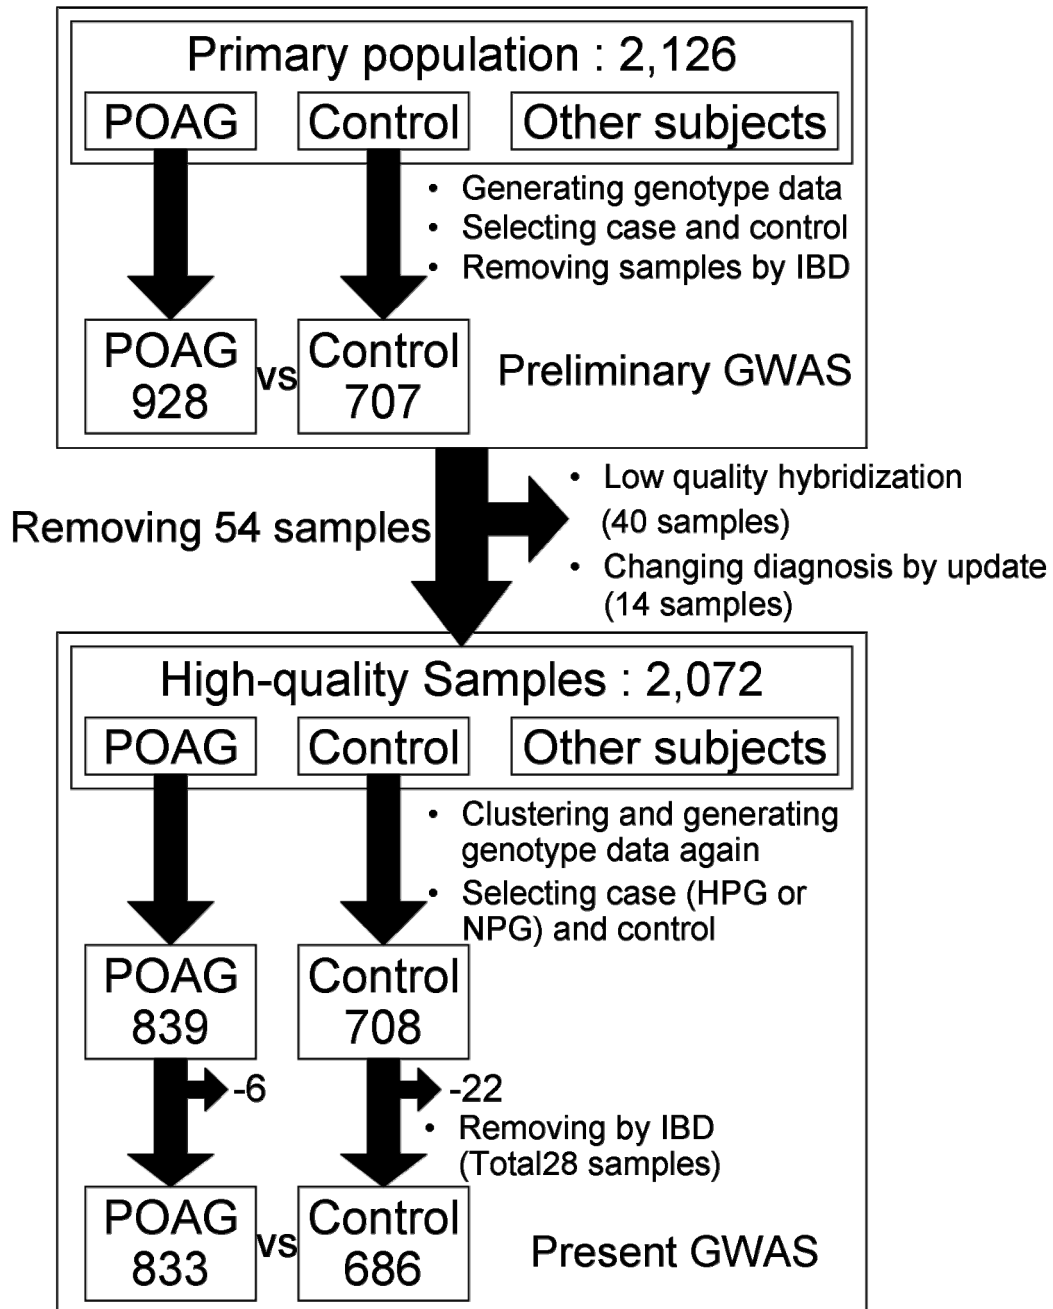 Primary population : 2,126
POAG
Control
Other subjects
• Generating genotype data
• Selecting case and control
• Removing samples by IBD
POAG
928
vs
Control
707
Preliminary GWAS
Removing 54 samples
• Low quality hybridization
(40 samples)
• Changing diagnosis by update
(14 samples)
High-quality Samples : 2,072
POAG
Control
Other subjects
• Clustering and generating
genotype data again
• Selecting case (HPG or
NPG) and control
POAG
839
Control
708
-6
-22
• Removing by IBD
(Total28 samples)
POAG
833
vs
Control
686
Present GWAS